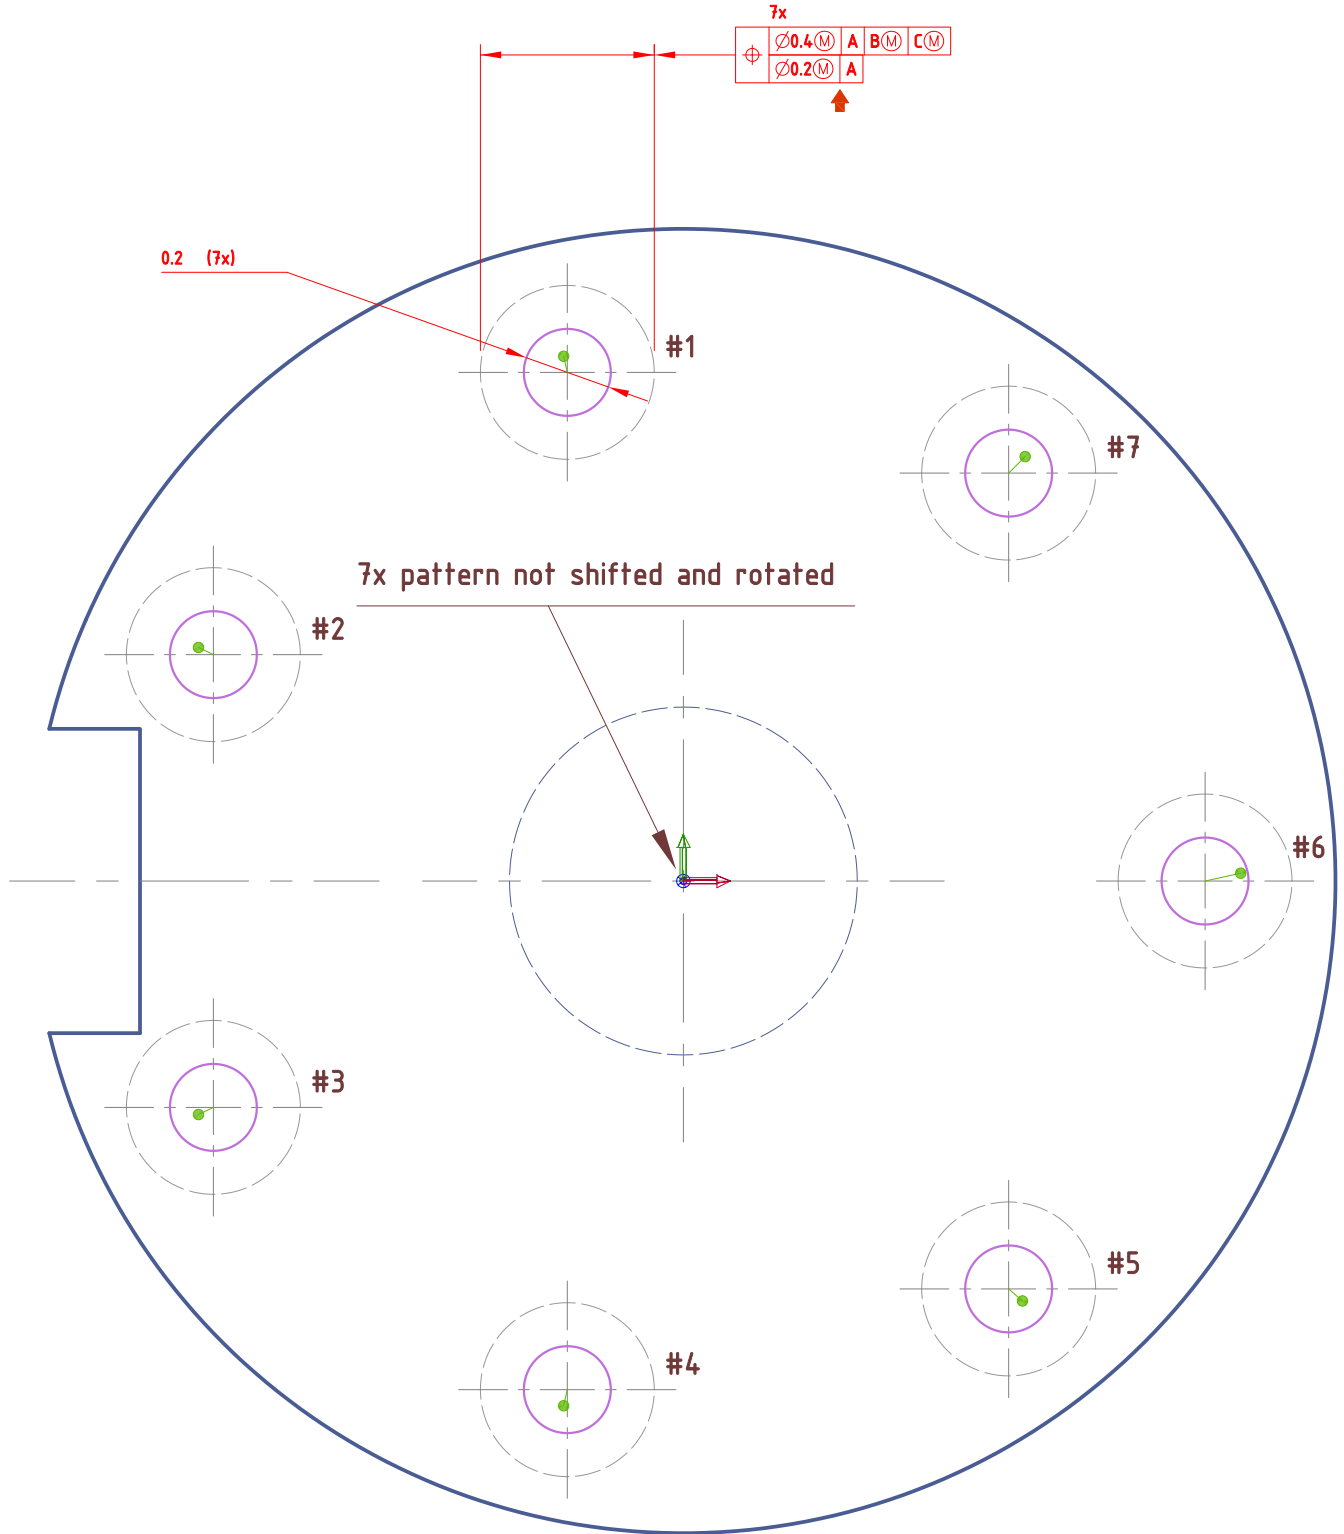 7x
⌖ ∅0.4Ⓜ A BⓂ CⓂ
∅0.2Ⓜ A
0.2 (7x)
#1
#7
7x pattern not shifted and rotated
#2
#6
#3
#5
#4